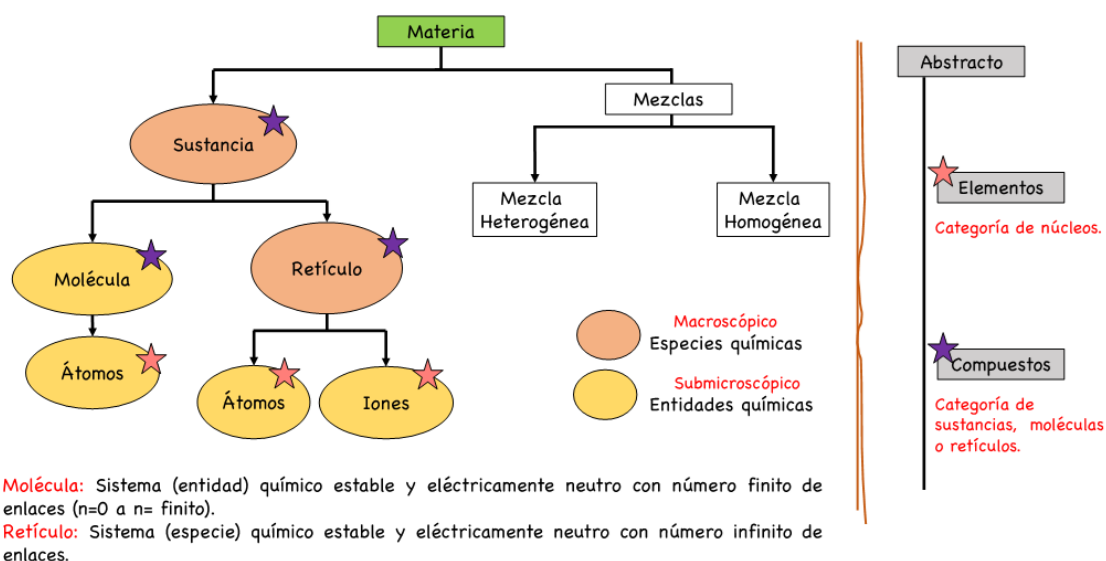 Materia
Abstracto
Mezclas
Sustancia
Elementos
Mezcla
Heterogénea
Mezcla
Homogénea
Categoría de núcleos.
Molécula
Retículo
Macroscópico
Especies químicas
Compuestos
Átomos
Submicroscópico
Entidades químicas
Átomos
Iones
Categoría de
sustancias, moléculas
o retículos.
Molécula: Sistema (entidad) químico estable y eléctricamente neutro con número finito de
enlaces (n=0 a n= finito).
Retículo: Sistema (especie) químico estable y eléctricamente neutro con número infinito de
enlaces.